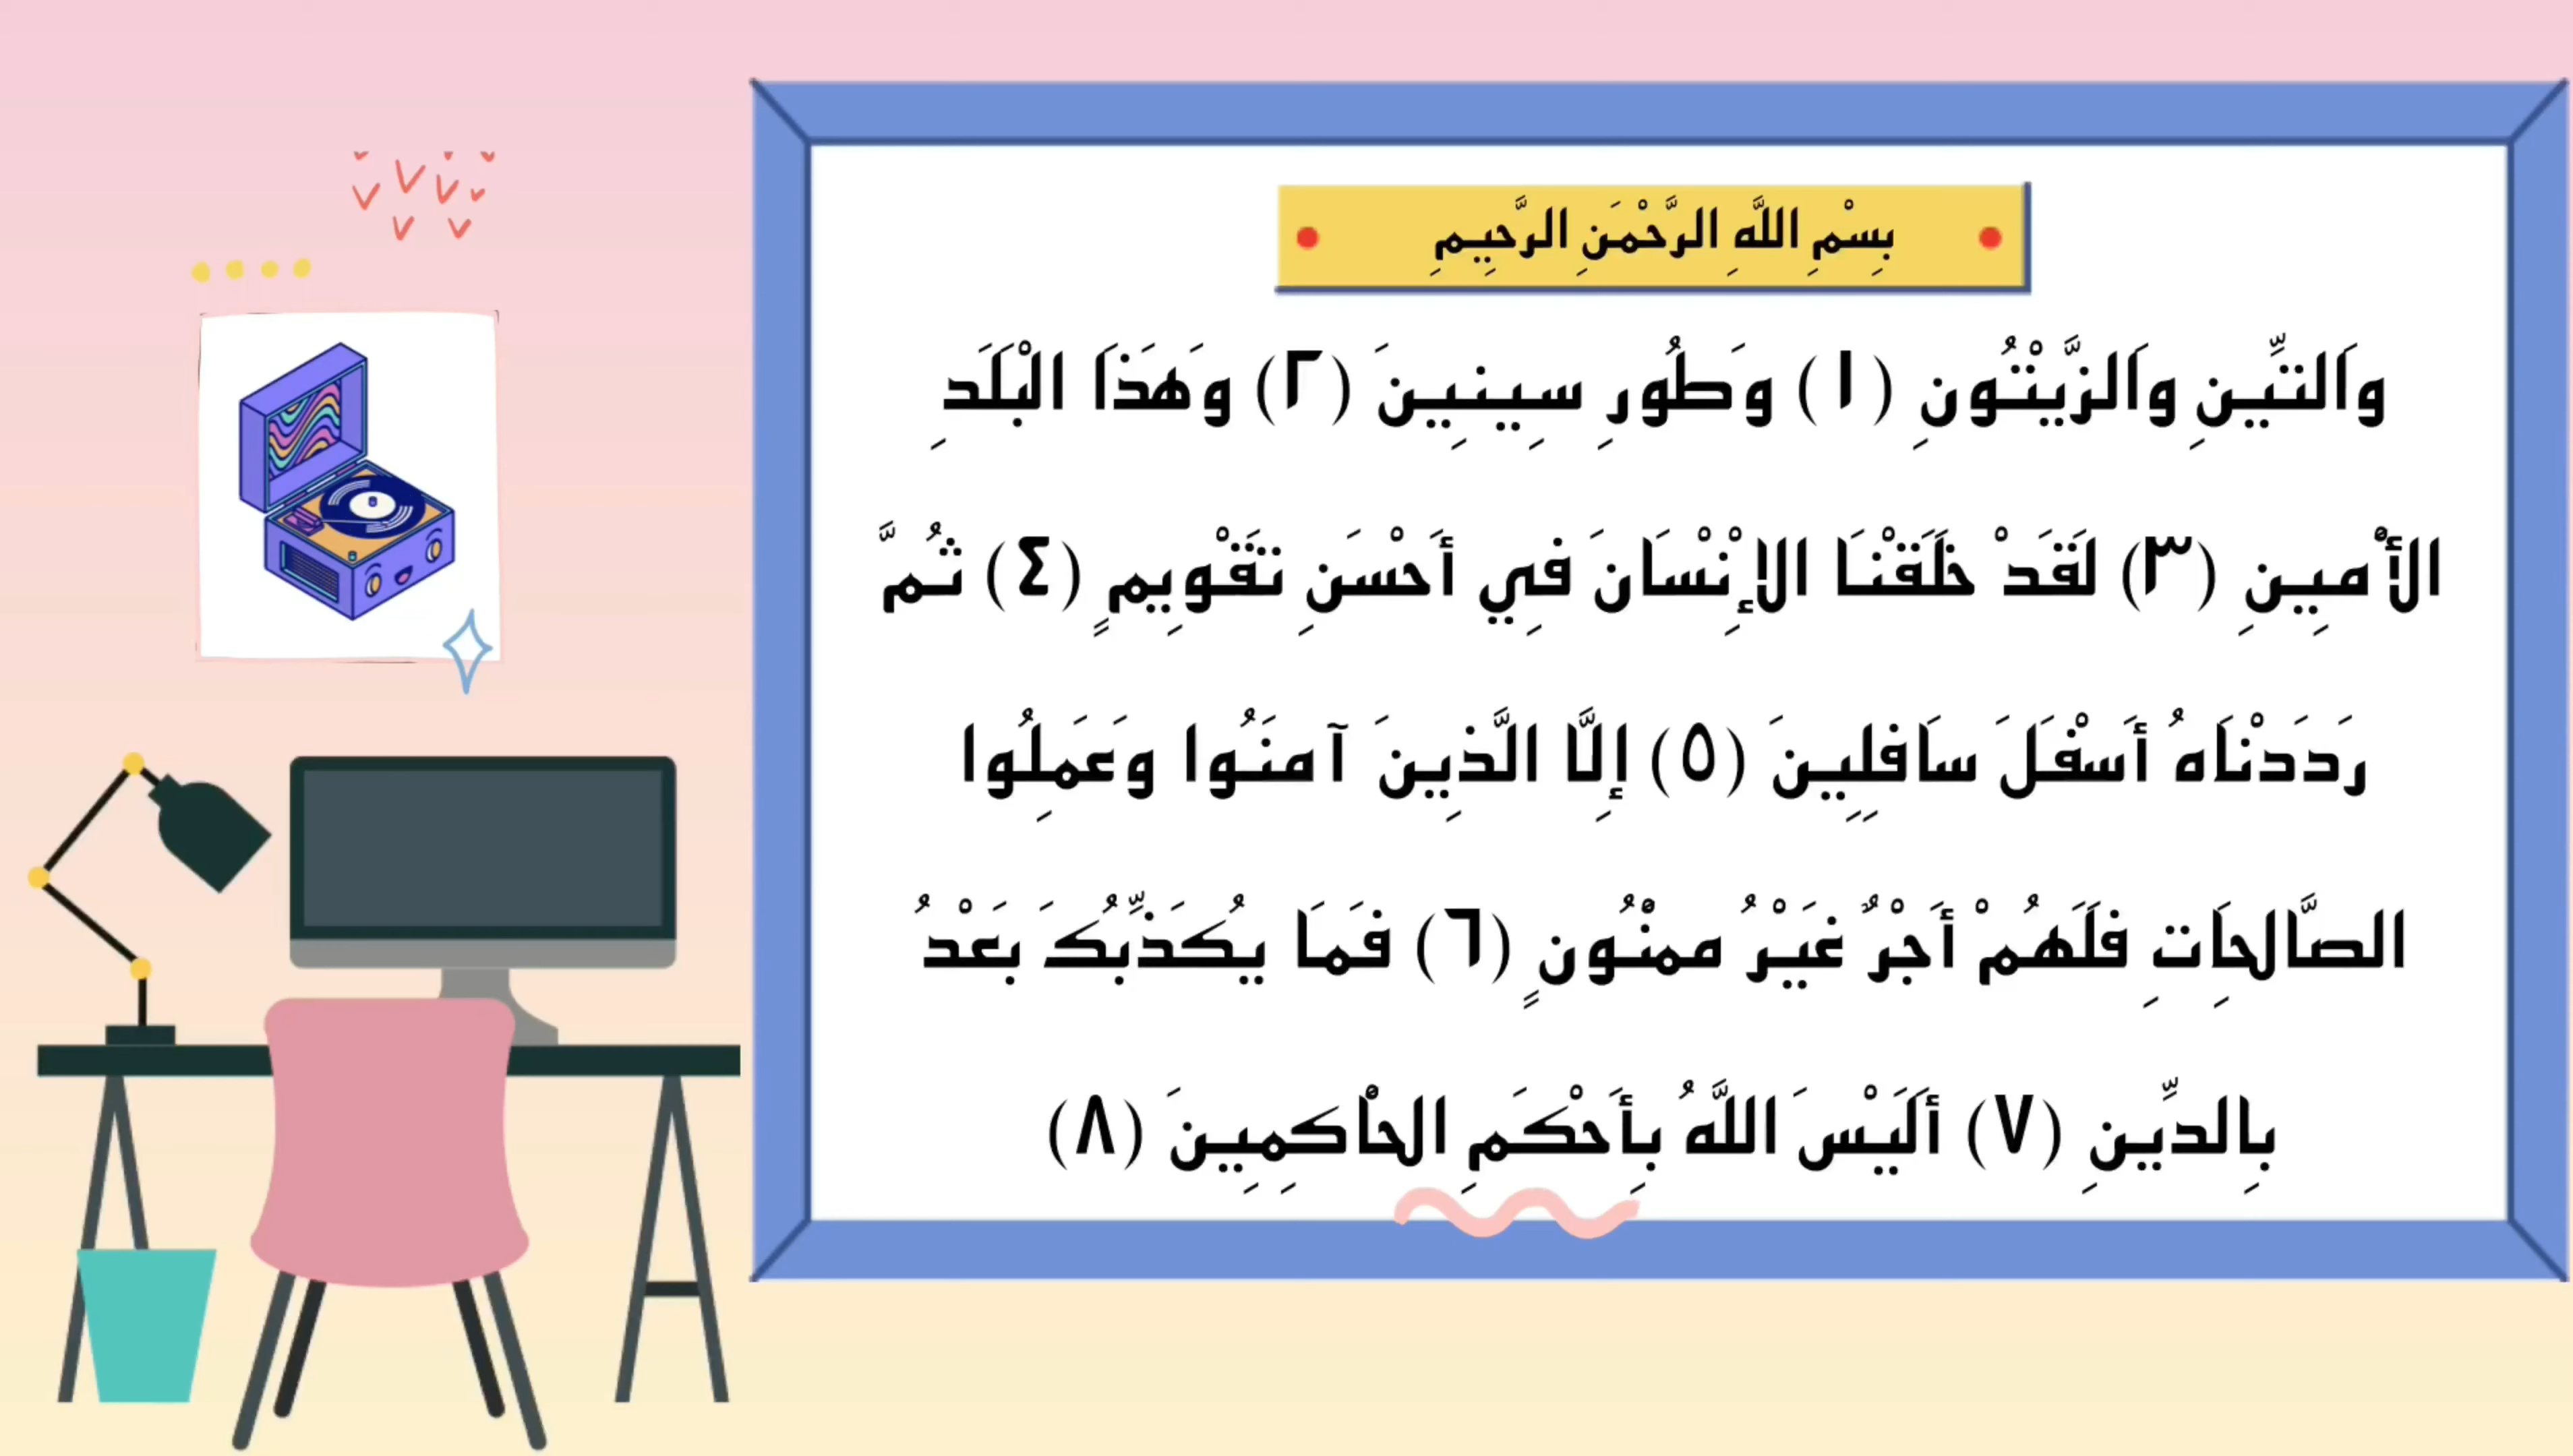 بِسْمِ اللَّهِ الرَّحْمَنِ الرَّحِيمِ
وَالتِّينِ وَالزَّيْتُونِ (١) وَطُورِ سِينِينَ (٢) وَهَذَا الْبَلَدِ
الْأَمِينِ (٣) لَقَدْ خَلَقْنَا الْإِنْسَانَ فِي أَحْسَنِ تَقْوِيمٍ (٤) ثُمَّ
رَدَدْنَاهُ أَسْفَلَ سَافِلِينَ (٥) إِلَّا الَّذِينَ آمَنُوا وَعَمِلُوا
الصَّالِحَاتِ فَلَهُمْ أَجْرٌ غَيْرُ مَمْنُونٍ (٦) فَمَا يُكَذِّبُكَ بَعْدُ
بِالدِّينِ (٧) أَلَيْسَ اللَّهُ بِأَحْكَمِ الْحَاكِمِينَ (٨)